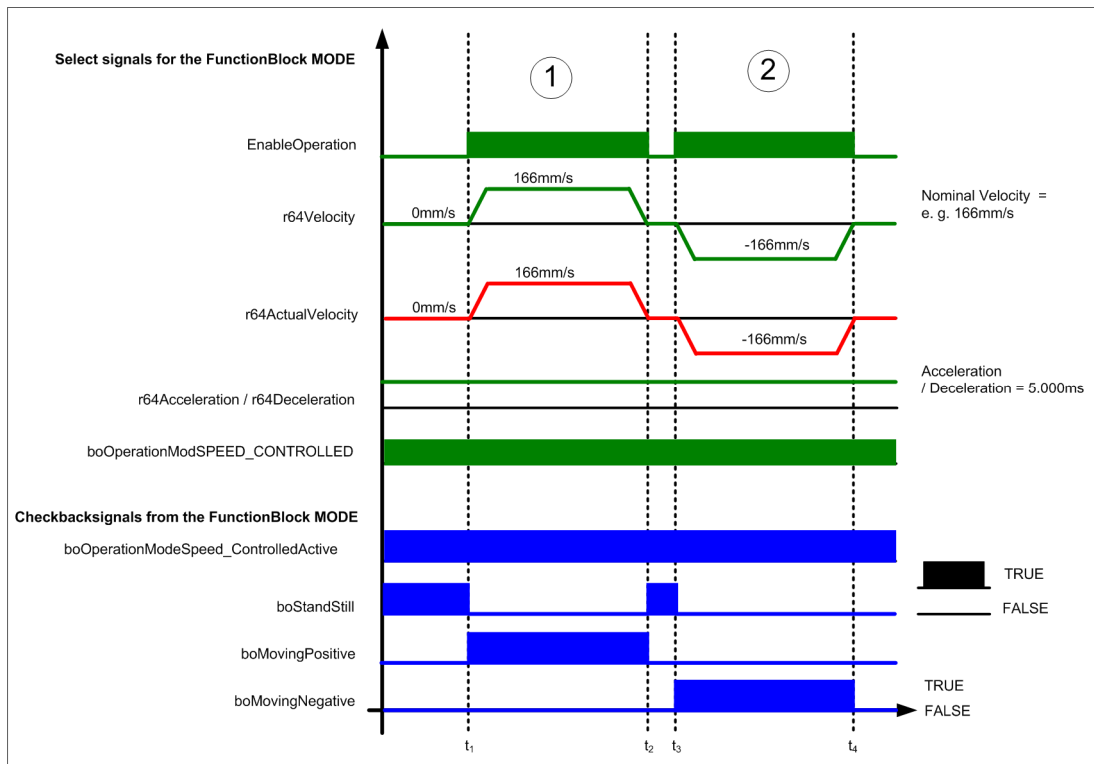 Select signals for the FunctionBlock MODE
1
2
EnableOperation
166mm/s
r64Velocity
0mm/s
-166mm/s
Nominal Velocity =
e. g. 166mm/s
166mm/s
r64ActualVelocity
0mm/s
-166mm/s
Acceleration
/ Deceleration = 5.000ms
r64Acceleration / r64Deceleration
boOperationModSPEED_CONTROLLED
Checkbacksignals from the FunctionBlock MODE
boOperationModeSpeed_ControlledActive
TRUE
boStandStill
FALSE
boMovingPositive
boMovingNegative
TRUE
FALSE
t1
t2
t3
t4